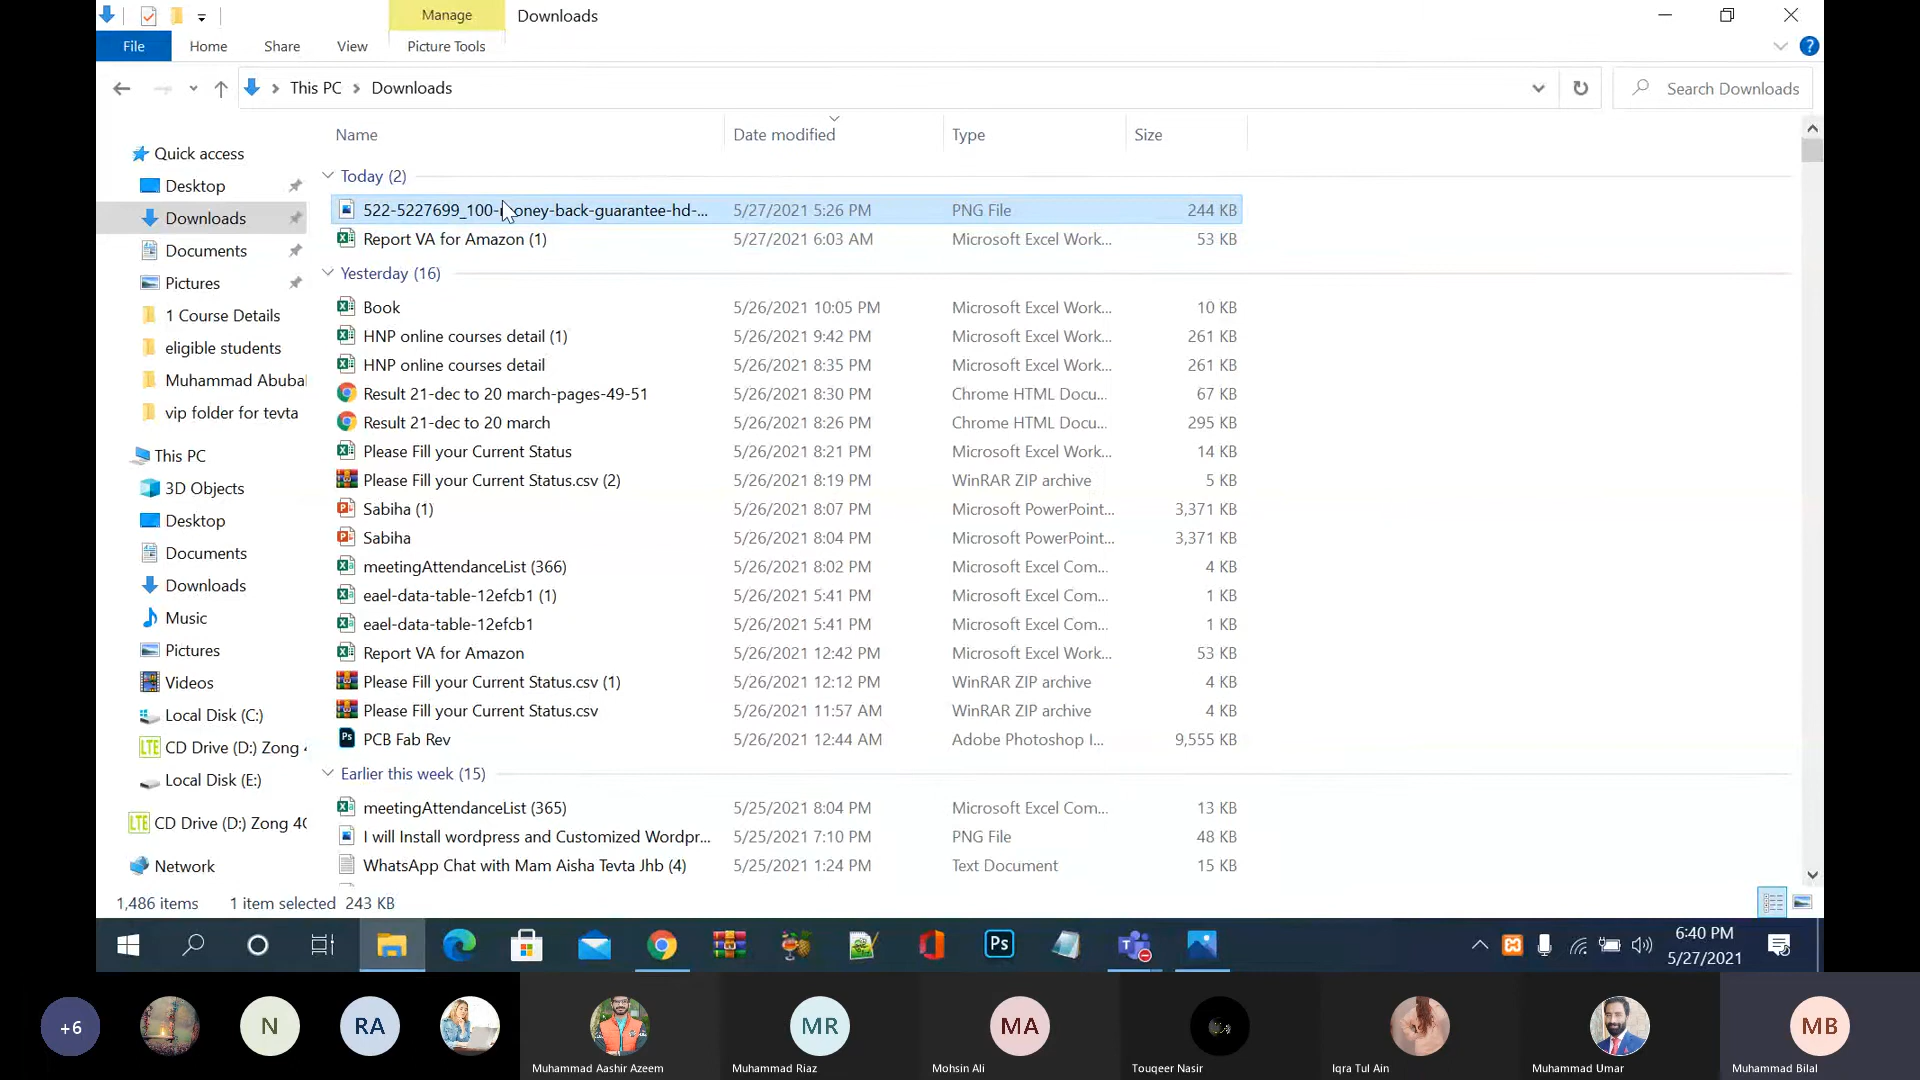 Manage
Downloads
File
Home
Share
View
Picture Tools
This PC
Downloads
Search Downloads
Name
Date modified
Type
Size
Quick access
Desktop
Downloads
Documents
Pictures
1 Course Details
eligible students
Muhammad Abuba
vip folder for tevta
This PC
3D Objects
Desktop
Documents
Downloads
Music
Pictures
Videos
Local Disk (C:)
CD Drive (D:) Zong 4
Local Disk (E:)
CD Drive (D:) Zong 4G
Network
Today (2)
522-5227699_100-money-back-guarantee-hd-... 5/27/2021 5:26 PM PNG File 244 KB
Report VA for Amazon (1) 5/27/2021 6:03 AM Microsoft Excel Work... 53 KB
Yesterday (16)
Book 5/26/2021 10:05 PM Microsoft Excel Work... 10 KB
HNP online courses detail (1) 5/26/2021 9:42 PM Microsoft Excel Work... 261 KB
HNP online courses detail 5/26/2021 8:35 PM Microsoft Excel Work... 261 KB
Result 21-dec to 20 march-pages-49-51 5/26/2021 8:30 PM Chrome HTML Docu... 67 KB
Result 21-dec to 20 march 5/26/2021 8:26 PM Chrome HTML Docu... 295 KB
Please Fill your Current Status 5/26/2021 8:21 PM Microsoft Excel Work... 14 KB
Please Fill your Current Status.csv (2) 5/26/2021 8:19 PM WinRAR ZIP archive 5 KB
Sabiha (1) 5/26/2021 8:07 PM Microsoft PowerPoint... 3,371 KB
Sabiha 5/26/2021 8:04 PM Microsoft PowerPoint... 3,371 KB
meetingAttendanceList (366) 5/26/2021 8:02 PM Microsoft Excel Com... 4 KB
eael-data-table-12efcb1 (1) 5/26/2021 5:41 PM Microsoft Excel Com... 1 KB
eael-data-table-12efcb1 5/26/2021 5:41 PM Microsoft Excel Com... 1 KB
Report VA for Amazon 5/26/2021 12:42 PM Microsoft Excel Work... 53 KB
Please Fill your Current Status.csv (1) 5/26/2021 12:12 PM WinRAR ZIP archive 4 KB
Please Fill your Current Status.csv 5/26/2021 11:57 AM WinRAR ZIP archive 4 KB
PCB Fab Rev 5/26/2021 12:44 AM Adobe Photoshop I... 9,555 KB
Earlier this week (15)
meetingAttendanceList (365) 5/25/2021 8:04 PM Microsoft Excel Com... 13 KB
I will Install wordpress and Customized Wordpr... 5/25/2021 7:10 PM PNG File 48 KB
WhatsApp Chat with Mam Aisha Tevta Jhb (4) 5/25/2021 1:24 PM Text Document 15 KB
1,486 items 1 item selected 243 KB
Ps
6:40 PM
5/27/2021
+6
N
RA
MR
MA
MB
Muhammad Aashir Azeem
Muhammad Riaz
Mohsin Ali
Touqeer Nasir
Iqra Tul Ain
Muhammad Umar
Muhammad Bilal